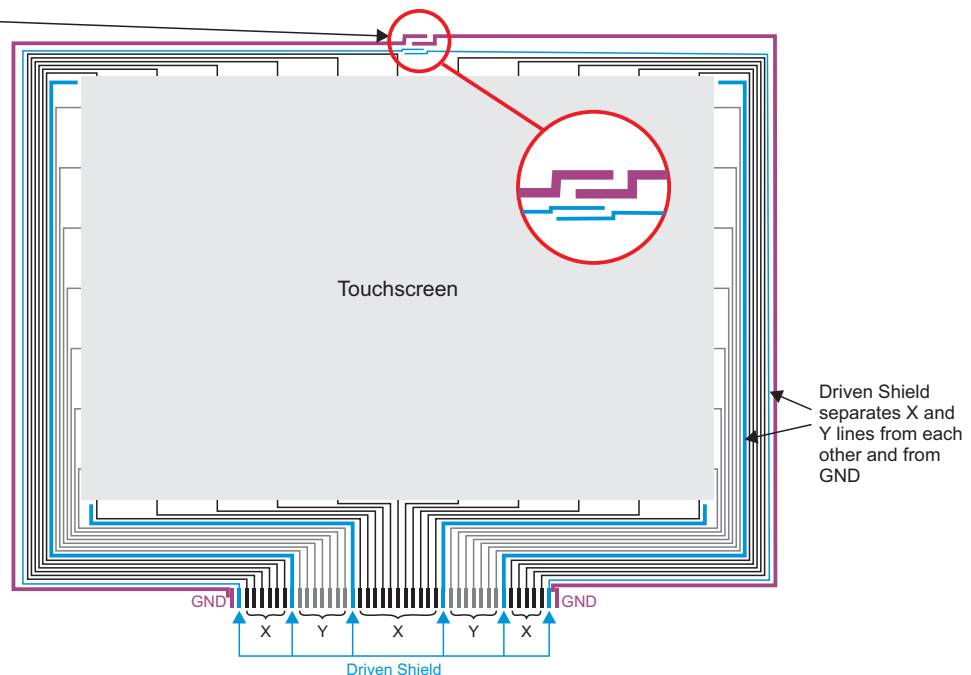 Touchscreen
Driven Shield
separates X and
Y lines from each
other and from
GND
GND
GND
X
Y
X
Y
X
Driven Shield